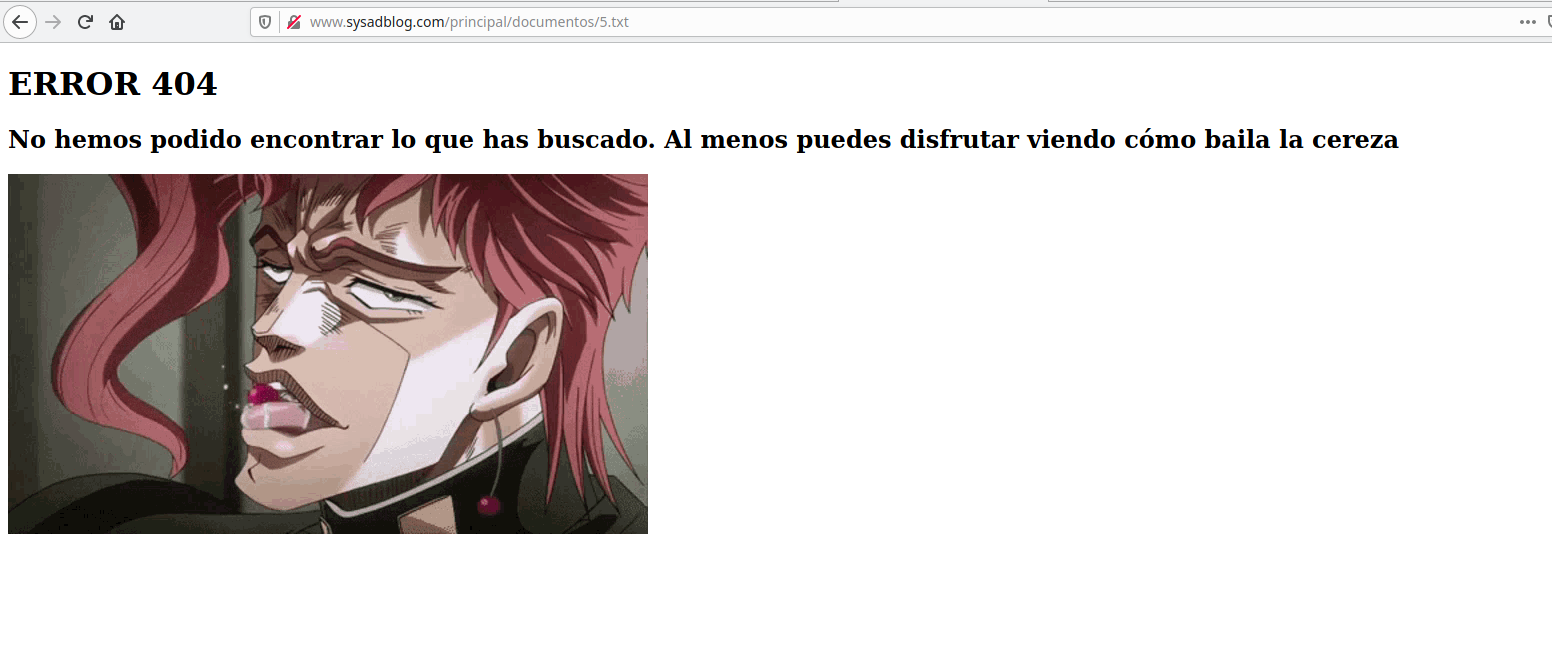 www.sysadblog.com/principal/documentos/5.txt
ERROR 404
No hemos podido encontrar lo que has buscado. Al menos puedes disfrutar viendo cómo baila la cereza